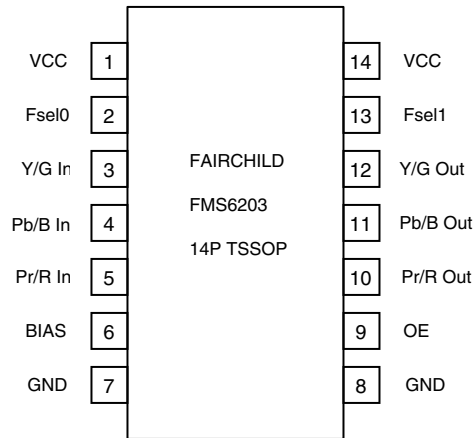 VCC 1 14 VCC
Fsel0 2 13 Fsel1
Y/G In 3 FAIRCHILD 12 Y/G Out
Pb/B In 4 FMS6203 11 Pb/B Out
Pr/R In 5 14P TSSOP 10 Pr/R Out
BIAS 6 9 OE
GND 7 8 GND